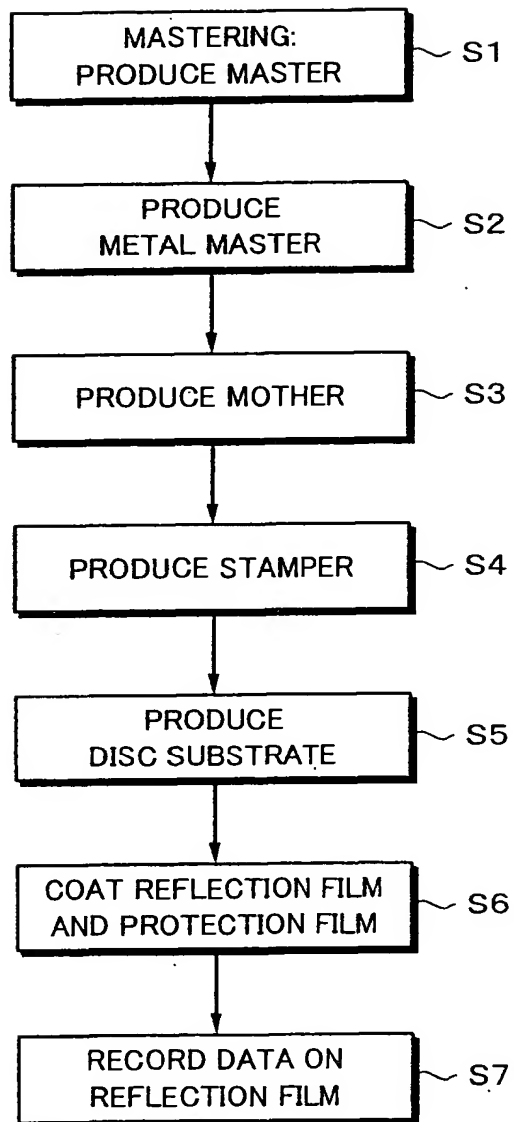 MASTERING:
PRODUCE MASTER
S1
PRODUCE
METAL MASTER
S2
PRODUCE MOTHER
S3
PRODUCE STAMPER
S4
PRODUCE
DISC SUBSTRATE
S5
COAT REFLECTION FILM
AND PROTECTION FILM
S6
RECORD DATA ON
REFLECTION FILM
S7